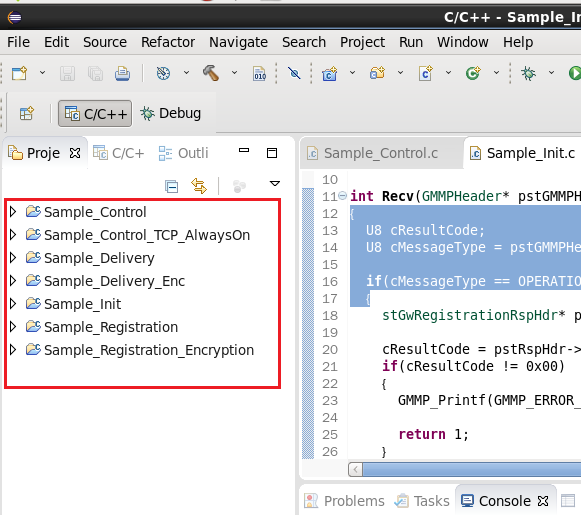 C/C++ - Sample_Ini
File Edit Source Refactor Navigate Search Project Run Window Help
010
C/C++ Debug
Proje C/C+ Outli
Sample_Control.c Sample_Init.c
Sample_Control
Sample_Control_TCP_AlwaysOn
Sample_Delivery
Sample_Delivery_Enc
Sample_Init
Sample_Registration
Sample_Registration_Encryption
10
11 int Recv(GMMPHeader* pstGMMPH
12 {
13 U8 cResultCode;
14 U8 cMessageType = pstGMMPHe
15
16 if(cMessageType == OPERATIO
17 {
18 stGwRegistrationRspHdr* p
19
20 cResultCode = pstRspHdr->
21 if(cResultCode != 0x00)
22 {
23 GMMP_Printf(GMMP_ERROR_
24
25 return 1;
26 }
Problems Tasks Console